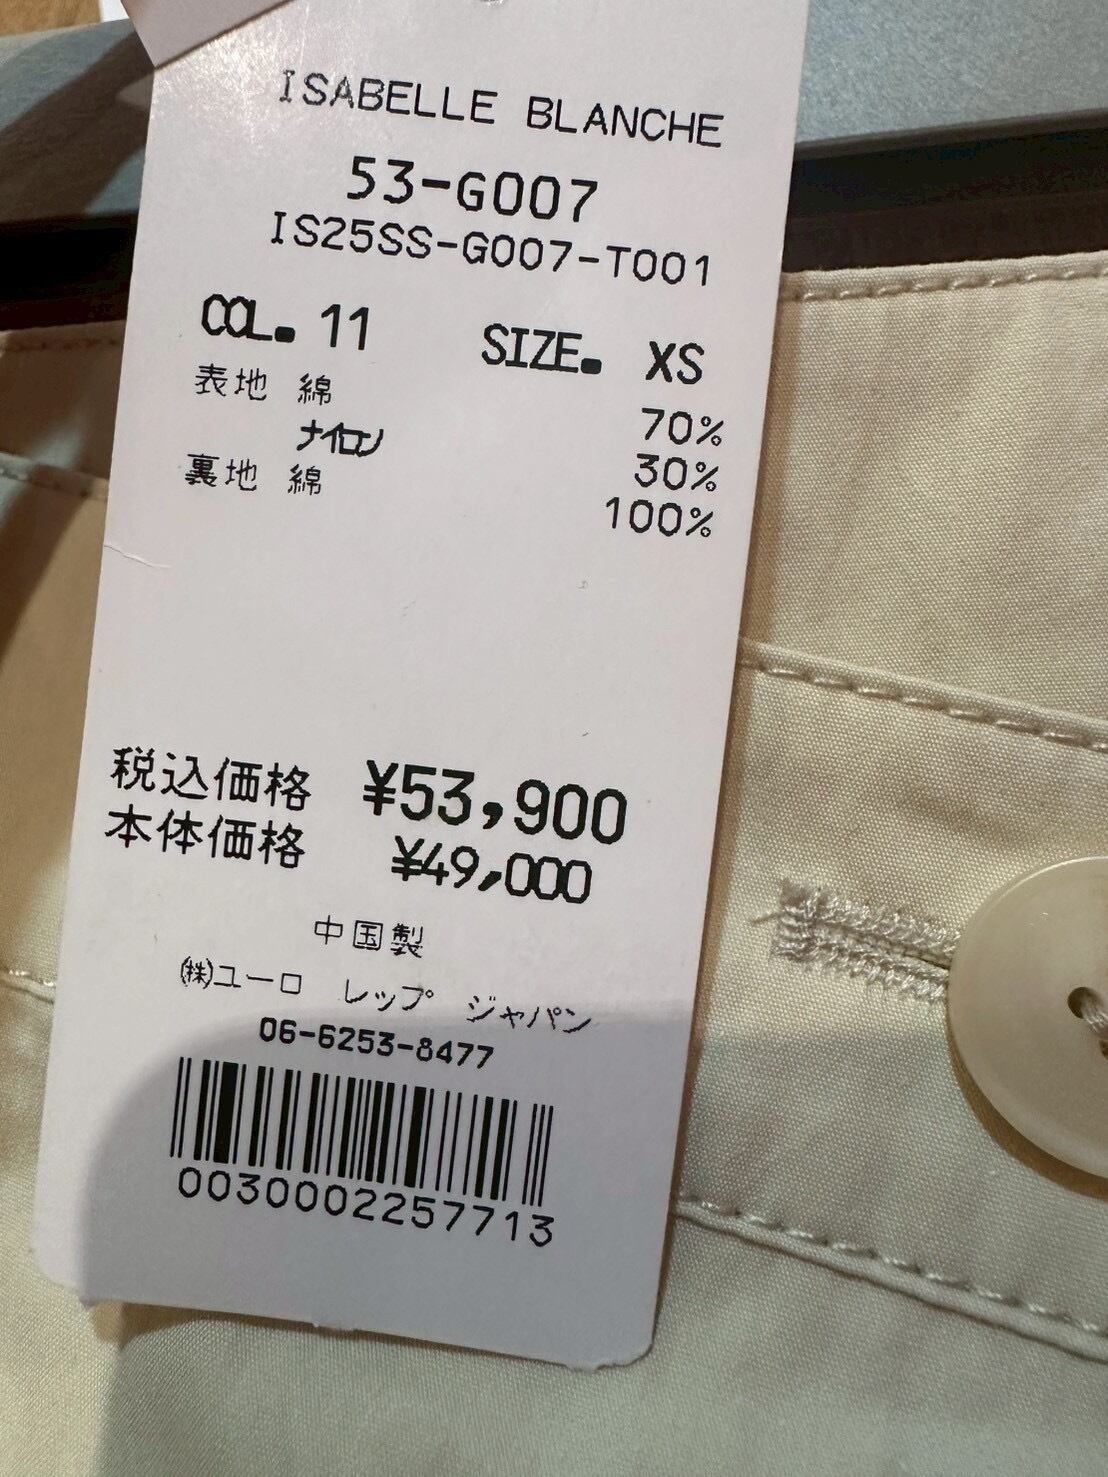 ISABELLE BLANCHE
53-G007
IS25SS-G007-T001
COL. 11 SIZE. XS
表地 綿 70%
ナイロン 30%
裏地 綿 100%
税込価格 ¥53,900
本体価格 ¥49,000
中国製
㈱ユーロ レップ ジャパン
06-6253-8477
0030002257713